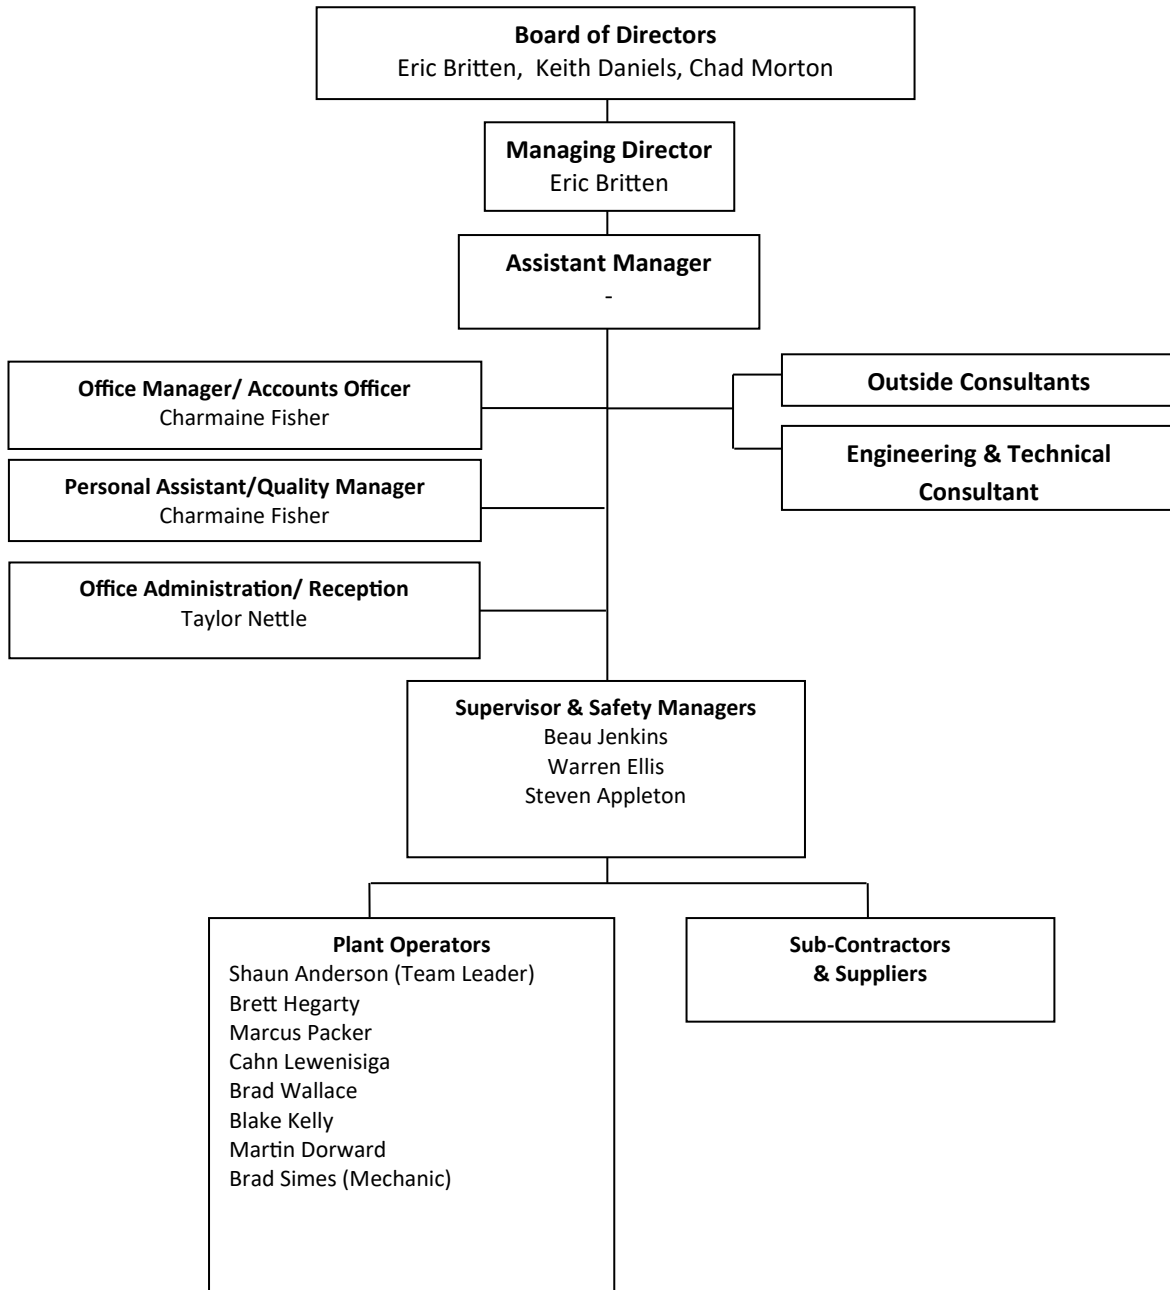 Board of Directors
Eric Britten,  Keith Daniels, Chad Morton
Managing Director
Eric Britten
Assistant Manager
-
Office Manager/ Accounts Officer
Charmaine Fisher
Personal Assistant/Quality Manager
Charmaine Fisher
Office Administration/ Reception
Taylor Nettle
Outside Consultants
Engineering & Technical
Consultant
Supervisor & Safety Managers
Beau Jenkins
Warren Ellis
Steven Appleton
Plant Operators
Shaun Anderson (Team Leader)
Brett Hegarty
Marcus Packer
Cahn Lewenisiga
Brad Wallace
Blake Kelly
Martin Dorward
Brad Simes (Mechanic)
Sub-Contractors
& Suppliers